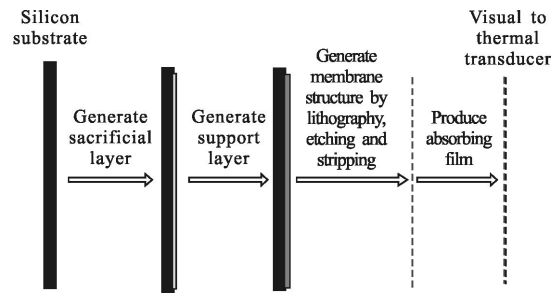 Silicon
substrate
Generate
sacrificial
layer
Generate
support
layer
Generate
membrane
structure by
lithography,
etching and
stripping
Produce
absorbing
film
Visual to
thermal
transducer